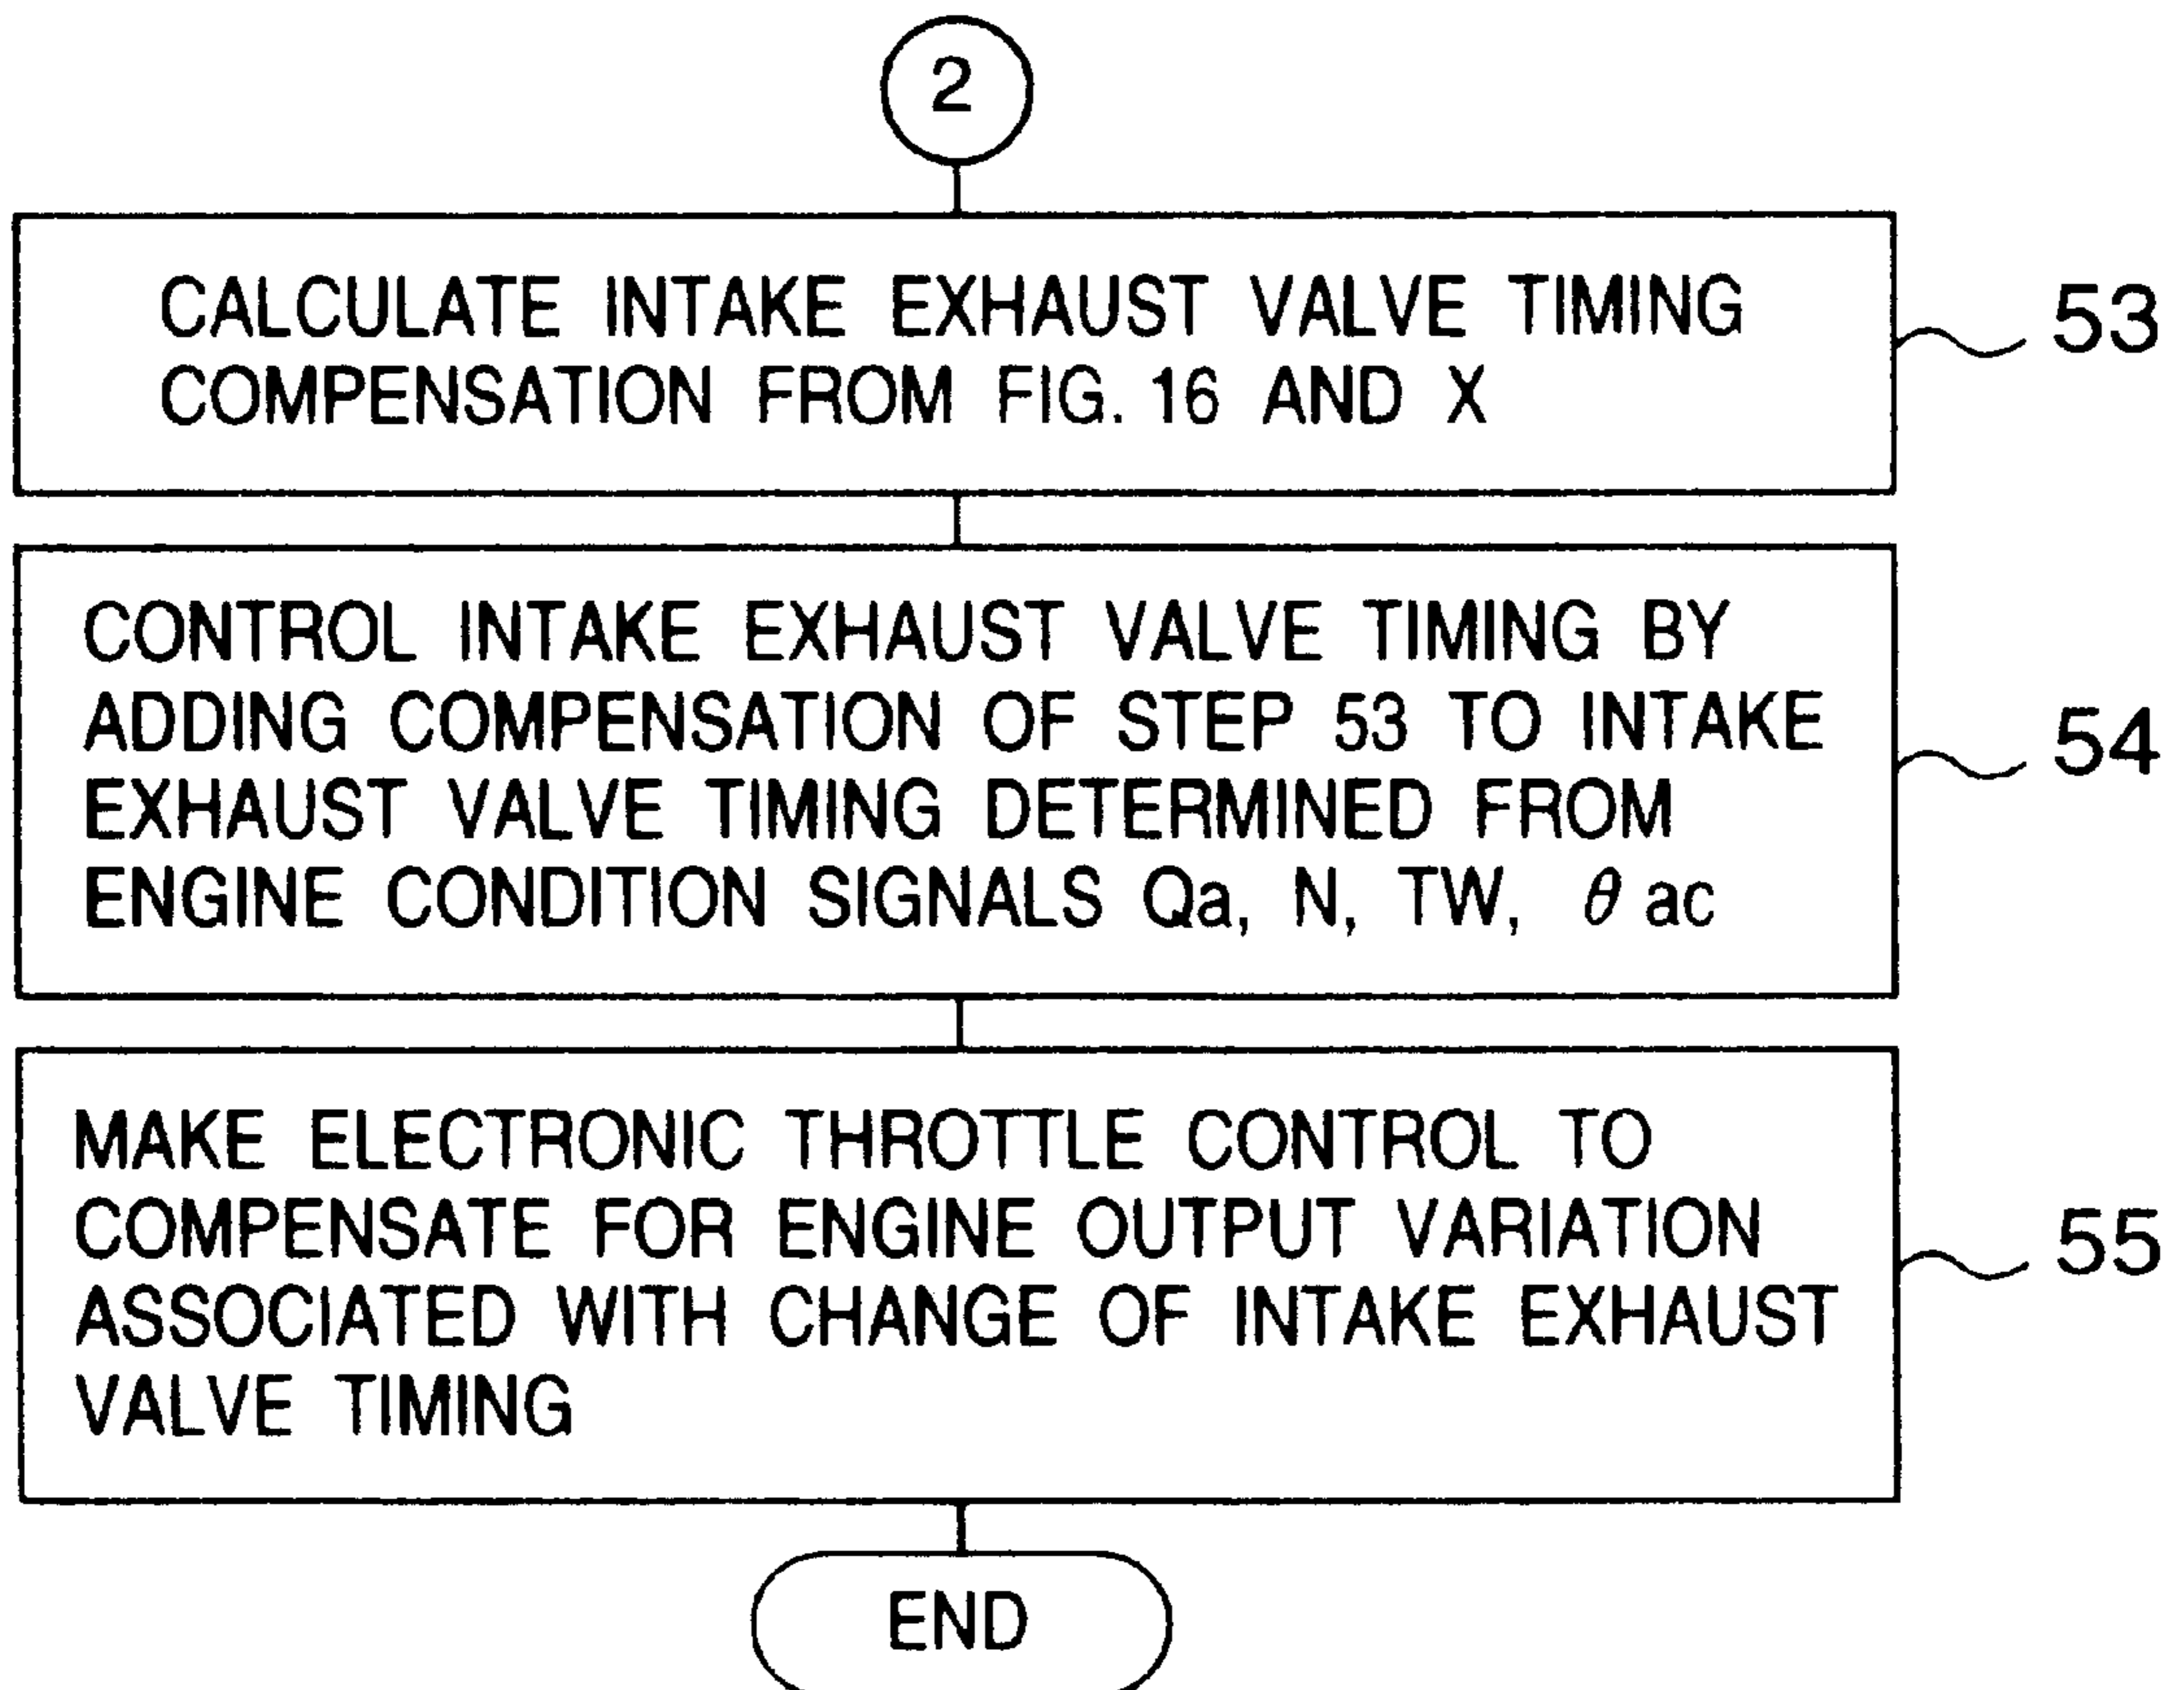 2
CALCULATE INTAKE EXHAUST VALVE TIMING
COMPENSATION FROM FIG. 16 AND X
53
CONTROL INTAKE EXHAUST VALVE TIMING BY
ADDING COMPENSATION OF STEP 53 TO INTAKE
EXHAUST VALVE TIMING DETERMINED FROM
ENGINE CONDITION SIGNALS Qa, N, TW, θ ac
54
MAKE ELECTRONIC THROTTLE CONTROL TO
COMPENSATE FOR ENGINE OUTPUT VARIATION
ASSOCIATED WITH CHANGE OF INTAKE EXHAUST
VALVE TIMING
55
END